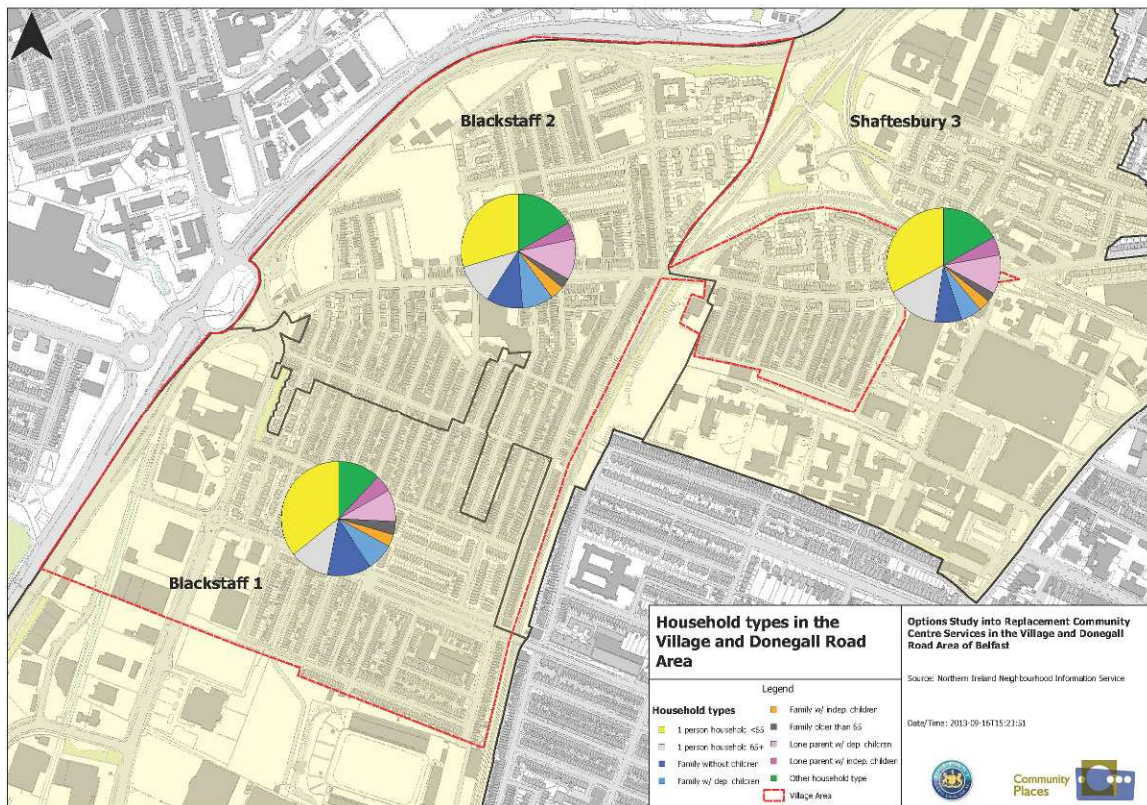 Blackstaff 2
Shaftesbury 3
Blackstaff 1
Household types in the
Village and Donegall Road
Area
Legend
Household types
1 person household <65
1 person household 65+
Family without children
Family w/ dep. children
Family w/ indep. children
Family older than 65
Lone parent w/ dep. children
Lone parent w/ indep. children
Other household type
Village Area
Options Study into Replacement Community
Centre Services in the Village and Donegall
Road Area of Belfast
Source: Northern Ireland Neighbourhood Information Service
Date/Time: 2013-09-16T15:23:51
Community
Places